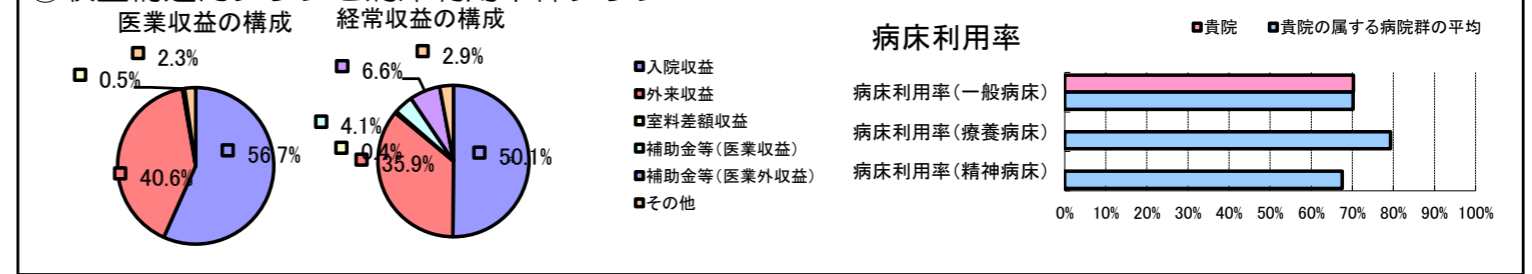 医業収益の構成
2.3%
0.5%
56.7%
40.6%
経常収益の構成
2.9%
6.6%
4.1%
0.4%
35.9%
50.1%
入院収益
外来収益
室料差額収益
補助金等(医業収益)
補助金等(医業外収益)
その他
病床利用率
貴院 貴院の属する病院群の平均
病床利用率(一般病床)
病床利用率(療養病床)
病床利用率(精神病床)
0% 10% 20% 30% 40% 50% 60% 70% 80% 90% 100%